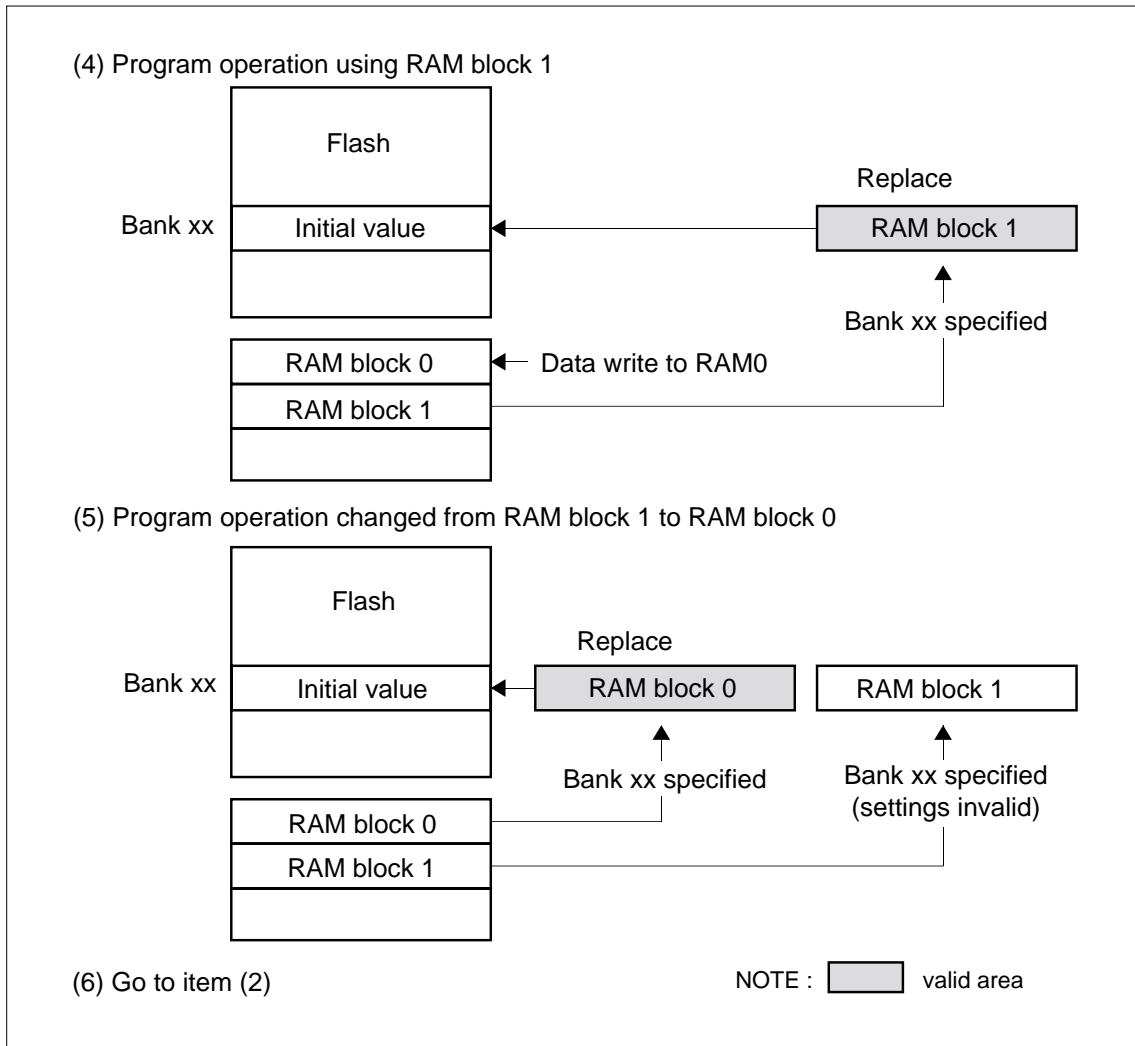 (4) Program operation using RAM block 1
Flash
Replace
Bank xx
Initial value
RAM block 1
Bank xx specified
RAM block 0
Data write to RAM0
RAM block 1
(5) Program operation changed from RAM block 1 to RAM block 0
Flash
Replace
Bank xx
Initial value
RAM block 0
RAM block 1
Bank xx specified
Bank xx specified
(settings invalid)
RAM block 0
RAM block 1
(6) Go to item (2)
NOTE :
valid area